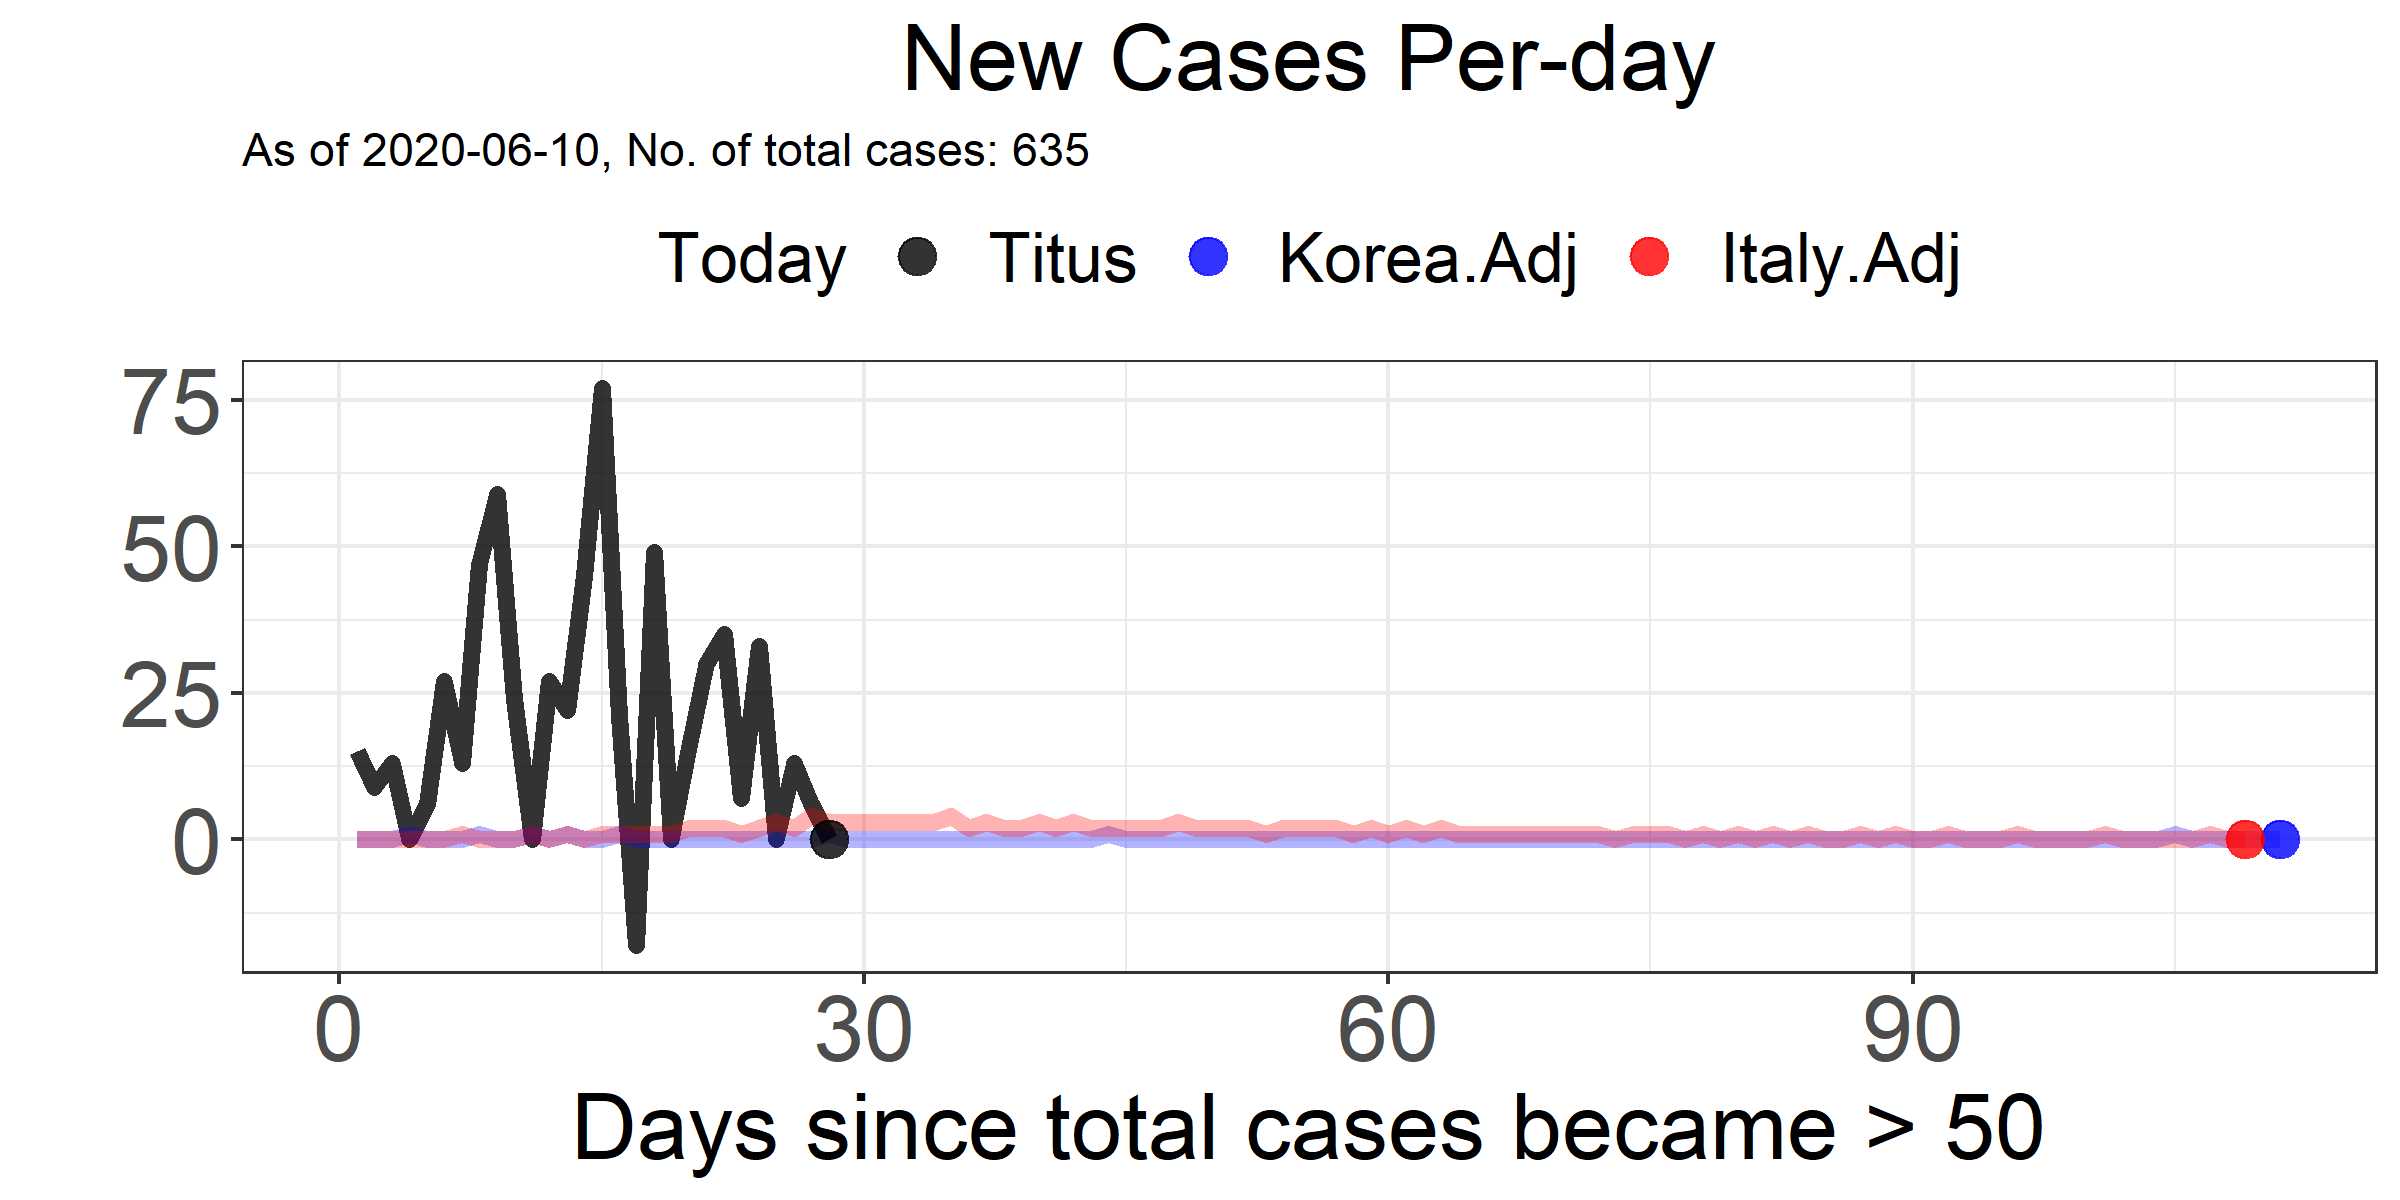 New Cases Per-day
As of 2020-06-10, No. of total cases: 635
Today Titus Korea.Adj Italy.Adj
75
50
25
0
0 30 60 90
Days since total cases became > 50